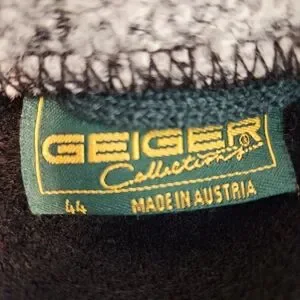 GEIGER
Collections ®
44 MADE IN AUSTRIA